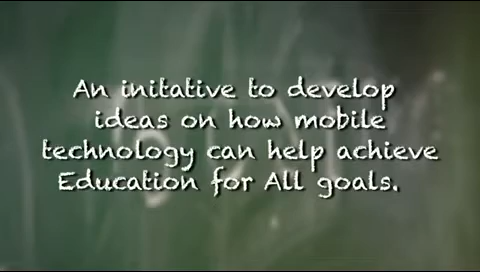 An initative to develop
ideas on how mobile
technology can help achieve
Education for All goals.